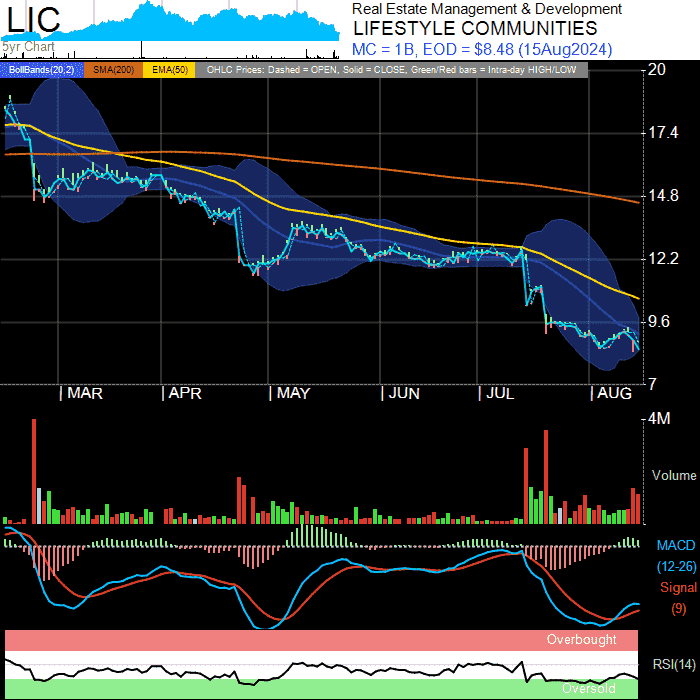 LIC
5yr Chart
Real Estate Management & Development
LIFESTYLE COMMUNITIES
MC = 1B, EOD = $8.48 (15Aug2024)
BollBands(20,2) SMA(200) EMA(50) OHLC Prices: Dashed = OPEN, Solid = CLOSE, Green/Red bars = Intra-day HIGH/LOW
20
17.4
14.8
12.2
9.6
7
MAR APR MAY JUN JUL AUG
4M
Volume
MACD
(12-26)
Signal
(9)
Overbought
RSI(14)
Oversold